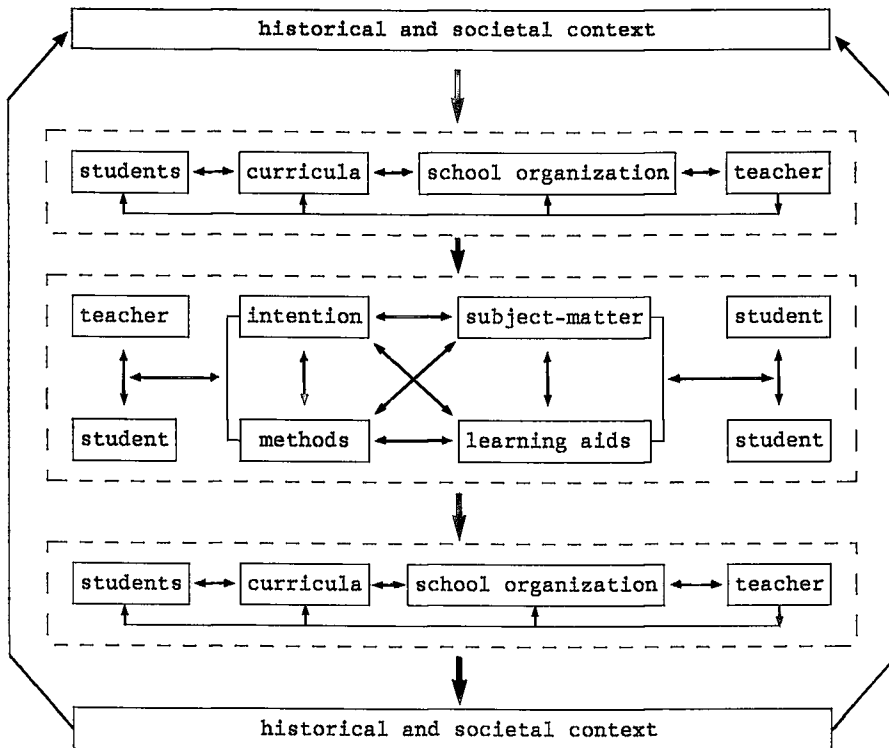 historical and societal context
students curricula school organization teacher
teacher intention subject-matter student
student methods learning aids student
students curricula school organization teacher
historical and societal context